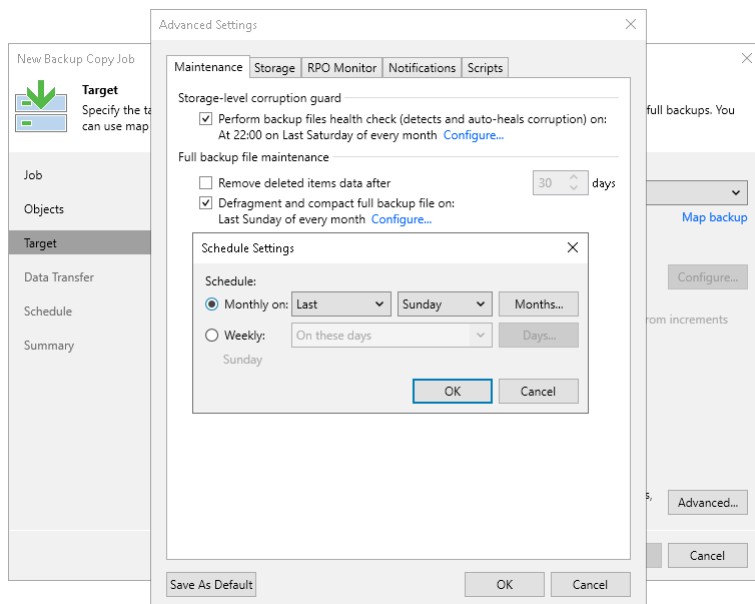 Advanced Settings
New Backup Copy Job
Target
Specify the ta
can use map
full backups. You
Job
Objects
Target
Data Transfer
Schedule
Summary
Maintenance Storage RPO Monitor Notifications Scripts
Storage-level corruption guard
Perform backup files health check (detects and auto-heals corruption) on:
At 22:00 on Last Saturday of every month Configure...
Full backup file maintenance
Remove deleted items data after 30 days
Defragment and compact full backup file on:
Last Sunday of every month Configure...
Map backup
Configure...
from increments
Schedule Settings
Schedule:
Monthly on: Last Sunday Months...
Weekly: On these days Days...
Sunday
OK Cancel
s,
Advanced...
Cancel
Save As Default OK Cancel